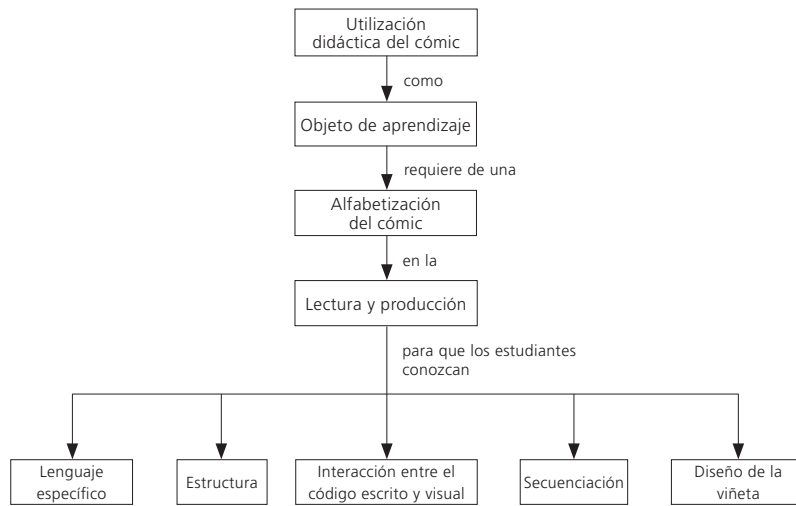 Utilización
didáctica del cómic
como
Objeto de aprendizaje
requiere de una
Alfabetización
del cómic
en la
Lectura y producción
para que los estudiantes
conozcan
Lenguaje
específico
Estructura
Interacción entre el
código escrito y visual
Secuenciación
Diseño de la
viñeta